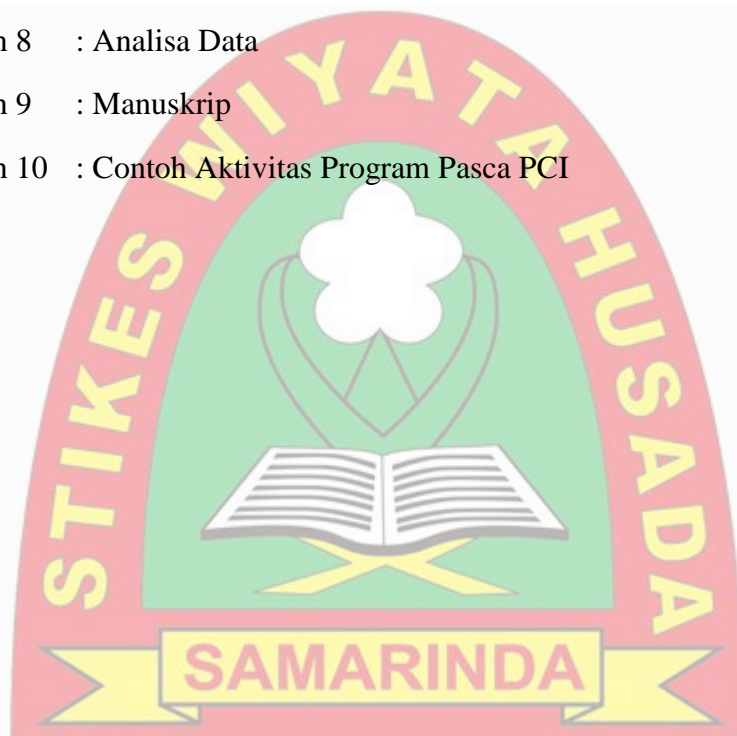 n 8 : Analisa Data
n 9 : Manuskrip
n 10 : Contoh Aktivitas Program Pasca PCI
STIKES WIYATA HUSADA
SAMARINDA